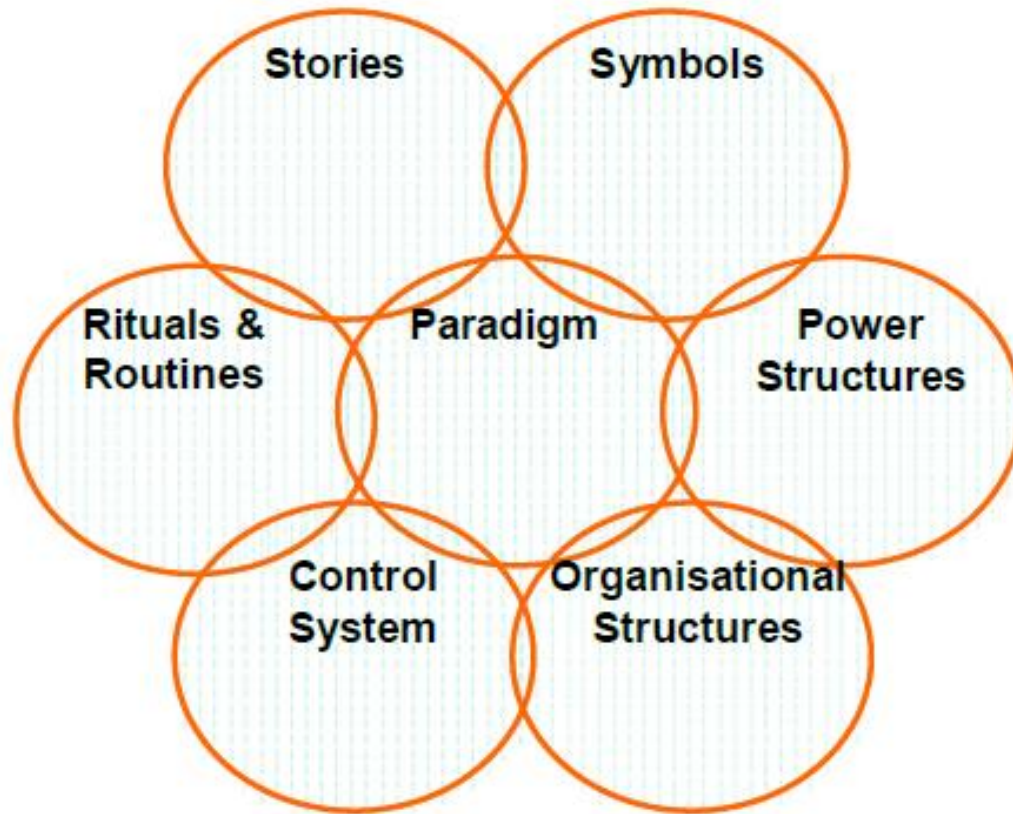 Stories
Symbols
Rituals &
Routines
Paradigm
Power
Structures
Control
System
Organisational
Structures